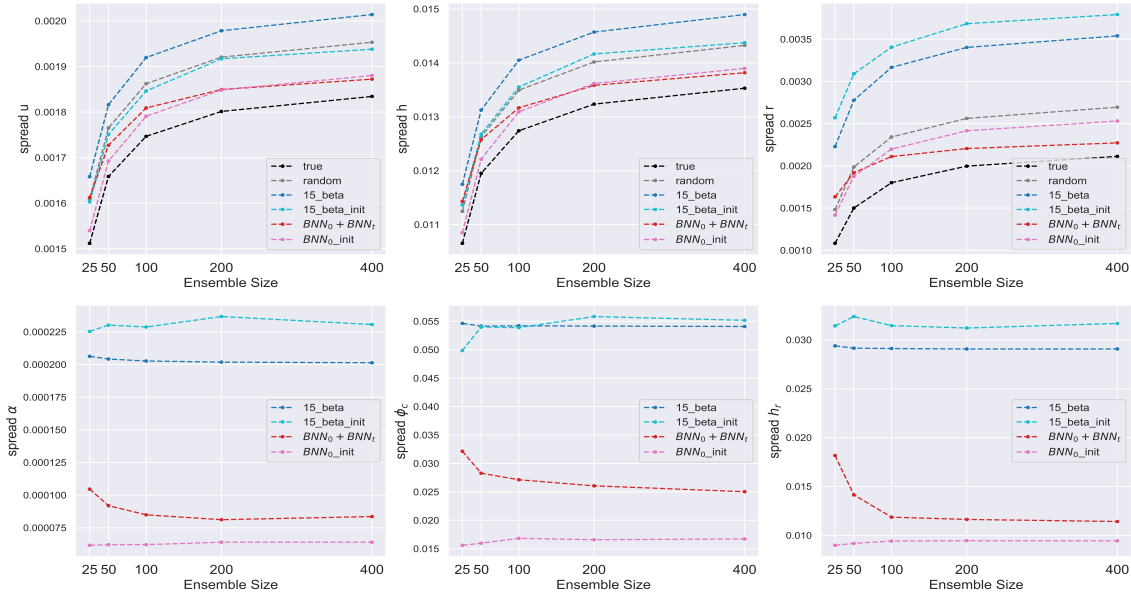 spread u
0.0020
0.0019
0.0018
0.0017
0.0016
0.0015
true
random
15_beta
15_beta_init
BNN₀ + BNNₜ
BNN₀_init
25 50 100 200 400
Ensemble Size
spread h
0.015
0.014
0.013
0.012
0.011
true
random
15_beta
15_beta_init
BNN₀ + BNNₜ
BNN₀_init
25 50 100 200 400
Ensemble Size
spread r
0.0035
0.0030
0.0025
0.0020
0.0015
0.0010
true
random
15_beta
15_beta_init
BNN₀ + BNNₜ
BNN₀_init
25 50 100 200 400
Ensemble Size
spread α
0.000225
0.000200
0.000175
0.000150
0.000125
0.000100
0.000075
15_beta
15_beta_init
BNN₀ + BNNₜ
BNN₀_init
25 50 100 200 400
Ensemble Size
spread ϕ_c
0.055
0.050
0.045
0.040
0.035
0.030
0.025
0.020
0.015
15_beta
15_beta_init
BNN₀ + BNNₜ
BNN₀_init
25 50 100 200 400
Ensemble Size
spread hᵣ
0.030
0.025
0.020
0.015
0.010
15_beta
15_beta_init
BNN₀ + BNNₜ
BNN₀_init
25 50 100 200 400
Ensemble Size